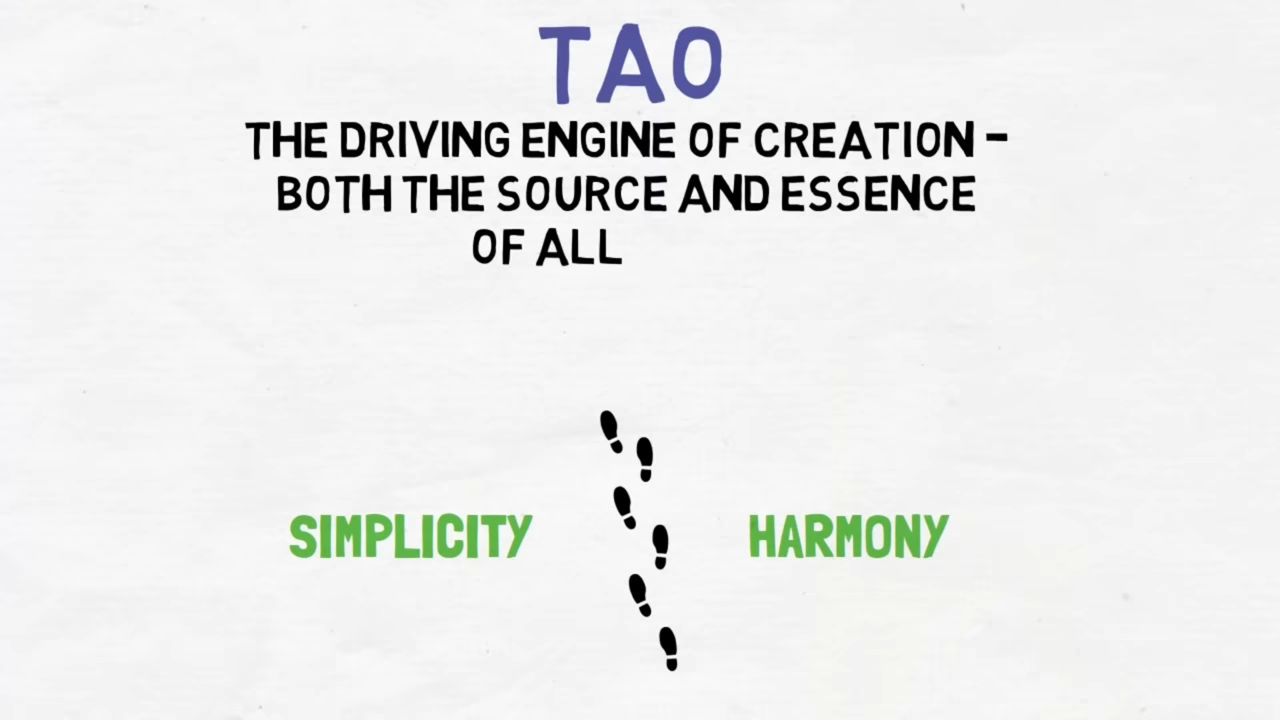 TAO
THE DRIVING ENGINE OF CREATION -
BOTH THE SOURCE AND ESSENCE
OF ALL
SIMPLICITY
HARMONY